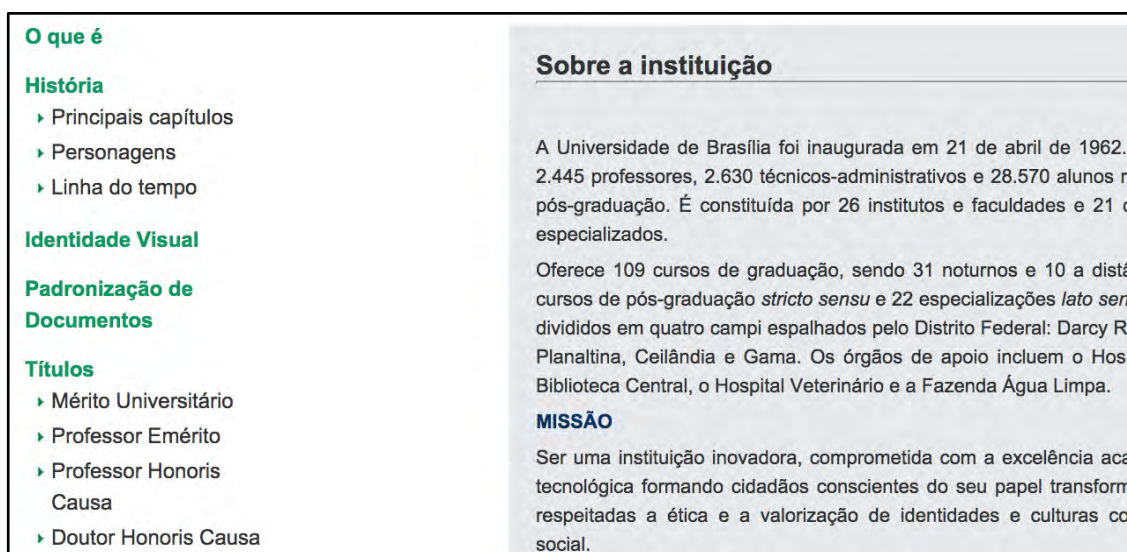 O que é
História
Principais capítulos
Personagens
Linha do tempo
Identidade Visual
Padronização de
Documentos
Títulos
Mérito Universitário
Professor Emérito
Professor Honoris
Causa
Doutor Honoris Causa
Sobre a instituição
A Universidade de Brasília foi inaugurada em 21 de abril de 1962.
2.445 professores, 2.630 técnicos-administrativos e 28.570 alunos
pós-graduação. É constituída por 26 institutos e faculdades e 21
especializados.
Oferece 109 cursos de graduação, sendo 31 noturnos e 10 a
cursos de pós-graduação stricto sensu e 22 especializações lato
divididos em quatro campi espalhados pelo Distrito Federal: Darcy
Planaltina, Ceilândia e Gama. Os órgãos de apoio incluem o
Biblioteca Central, o Hospital Veterinário e a Fazenda Água Limpa.
MISSÃO
Ser uma instituição inovadora, comprometida com a excelência
tecnológica formando cidadãos conscientes do seu papel
respeitadas a ética e a valorização de identidades e culturas
social.